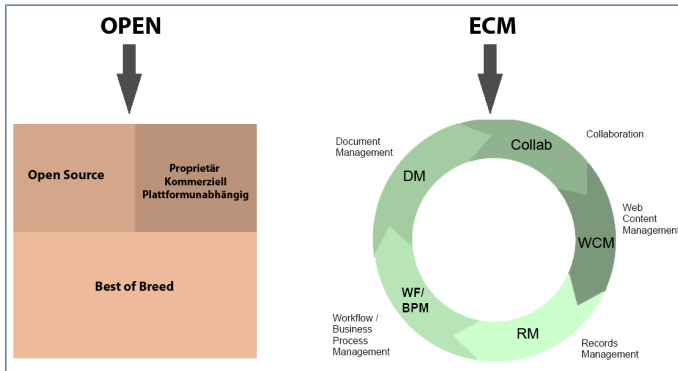 OPEN
ECM
Open Source
Proprietär
Kommerziell
Plattformunabhängig
Best of Breed
Document
Management
DM
Collab
Collaboration
WCM
Web
Content
Management
RM
Records
Management
WF/
BPM
Workflow /
Business
Process
Management